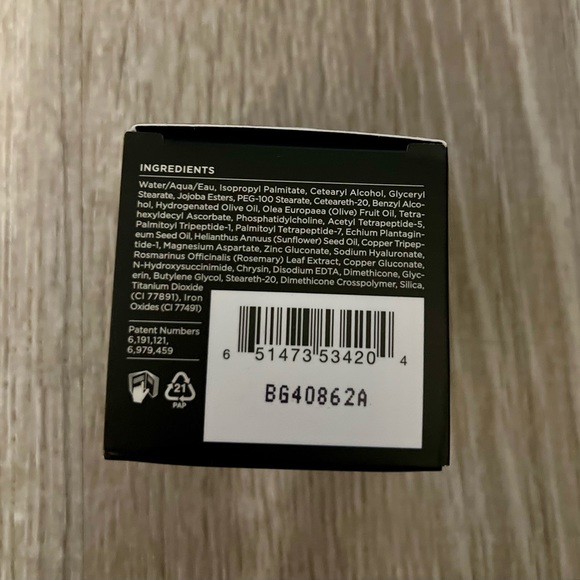 INGREDIENTS
Water/Aqua/Eau, Isopropyl Palmitate, Cetearyl Alcohol, Glyceryl
Stearate, Jojoba Esters, PEG-100 Stearate, Ceteareth-20, Benzyl Alco-
hol, Hydrogenated Olive Oil, Olea Europaea (Olive) Fruit Oil, Tetra-
hexyldecyl Ascorbate, Phosphatidylcholine, Acetyl Tetrapeptide-5,
Palmitoyl Tripeptide-1, Palmitoyl Tetrapeptide-7, Echium Plantagin-
eum Seed Oil, Helianthus Annuus (Sunflower) Seed Oil, Copper Tripep-
tide-1, Magnesium Aspartate, Zinc Gluconate, Sodium Hyaluronate,
Rosmarinus Officinalis (Rosemary) Leaf Extract, Copper Gluconate,
N-Hydroxysuccinimide, Chrysin, Disodium EDTA, Dimethicone, Glyc-
erin, Butylene Glycol, Steareth-20, Dimethicone Crosspolymer, Silica,
Titanium Dioxide
(CI 77891), Iron
Oxides (CI 77491)
Patent Numbers
6,191,121,
6,979,459
21
PAP
6 51473 53420 4
BG40862A